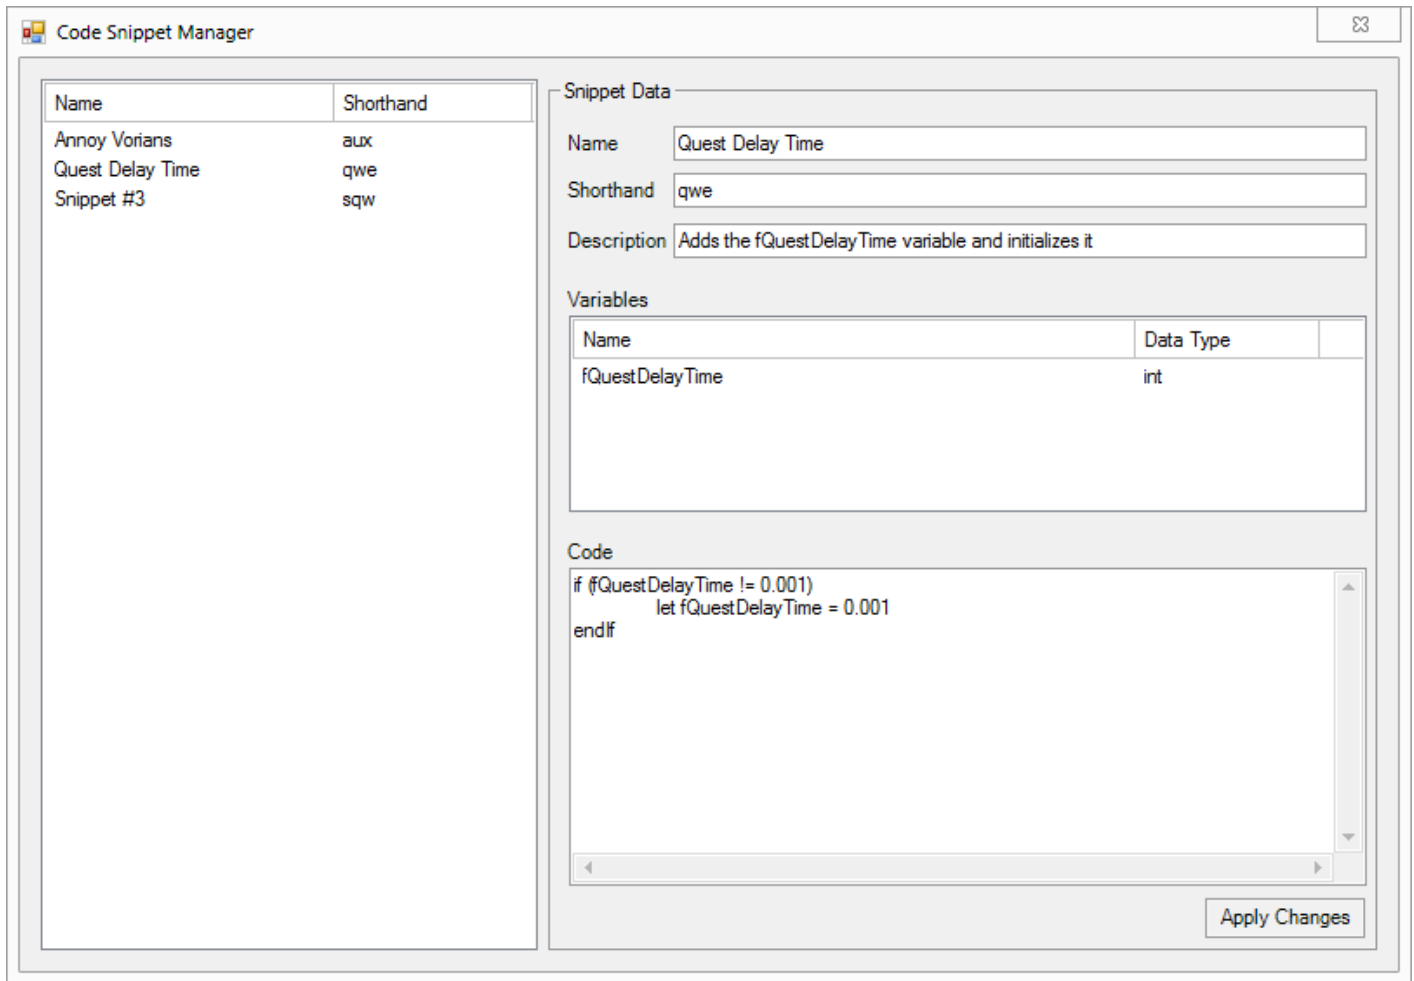 Code Snippet Manager
Name Shorthand
Annoy Vorians aux
Quest Delay Time qwe
Snippet #3 sqw
Snippet Data
Name Quest Delay Time
Shorthand qwe
Description Adds the fQuestDelayTime variable and initializes it
Variables
Name Data Type
fQuestDelayTime int
Code
if (fQuestDelayTime != 0.001)
let fQuestDelayTime = 0.001
endIf
Apply Changes